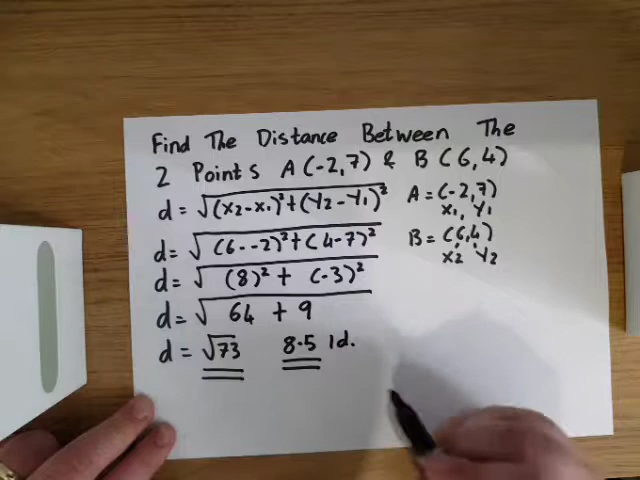 Find The Distance Between The
2 Points A(-2,7) & B(6,4)
d = √(x2-x1)²+(Y2-Y1)²
A = (-2,7)
x1, Y1
d = √(6--2)²+(4-7)²
B = (6,4)
x2 Y2
d = √(8)² + (-3)²
d = √64 + 9
d = √73 8.5 1d.